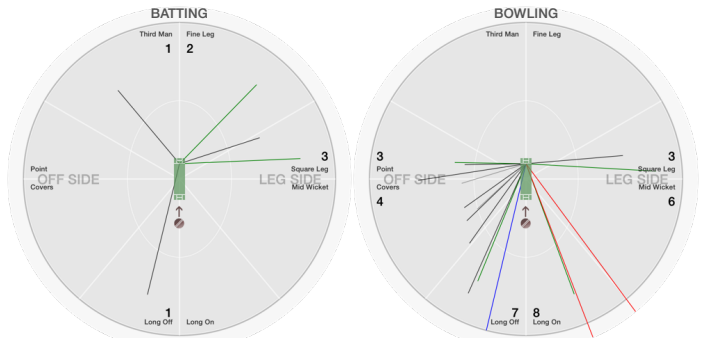 BATTING
Third Man Fine Leg
1 2
3
Point Square Leg
OFF SIDE LEG SIDE
Covers Mid Wicket
1
Long Off Long On
BOWLING
Third Man Fine Leg
3 3
Point Square Leg
OFF SIDE LEG SIDE
Covers Mid Wicket
4 6
7 8
Long Off Long On